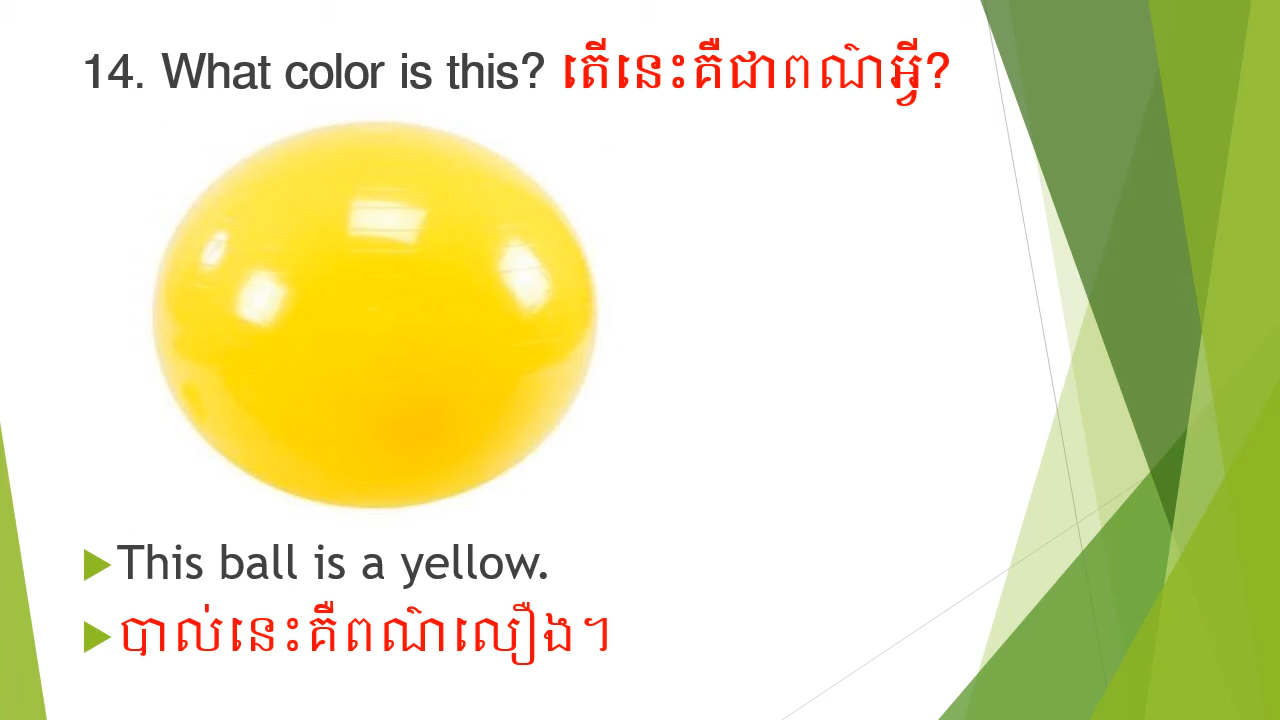 14. What color is this? តើនេះគឺជាពណ៌អ្វី?
This ball is a yellow.
បាល់នេះគឺពណ៌លឿង។